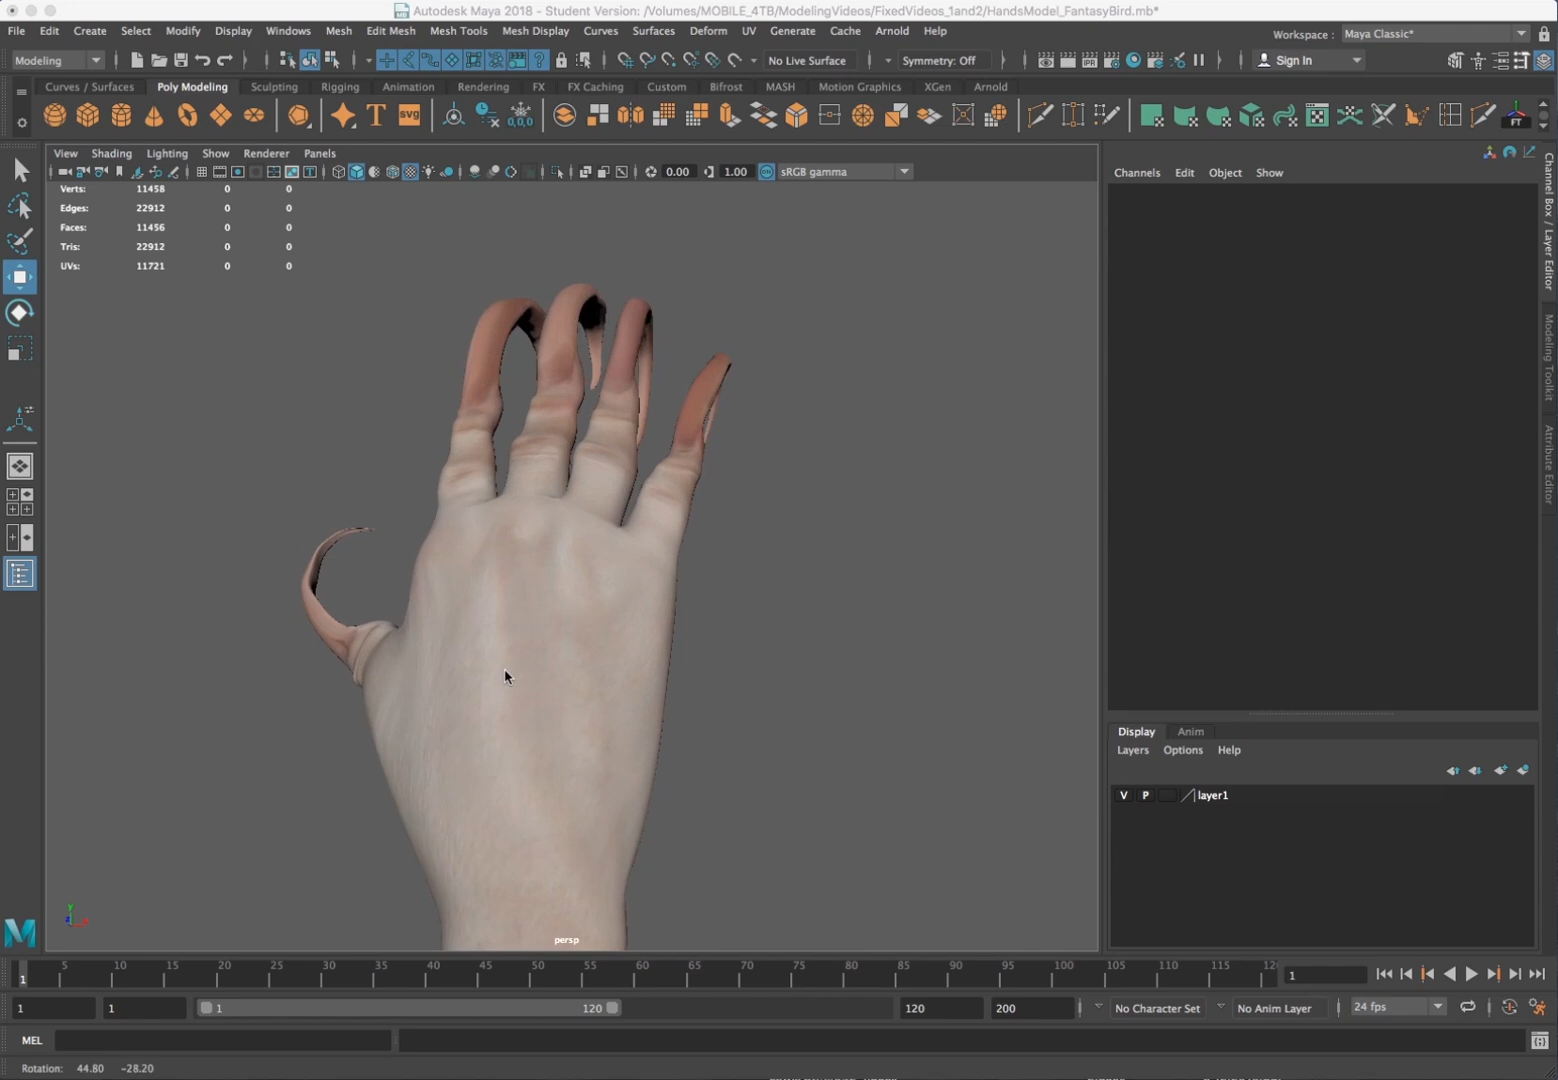 Autodesk Maya 2018 - Student Version: /Volumes/MOBILE_4TB/ModelingVideos/FixedVideos_1and2/HandsModel_FantasyBird.mb*
File Edit Create Select Modify Display Windows Mesh Edit Mesh Mesh Tools Mesh Display Curves Surfaces Deform UV Generate Cache Arnold Help Workspace : Maya Classic*
Modeling No Live Surface Symmetry: Off Sign In
Curves / Surfaces Poly Modeling Sculpting Rigging Animation Rendering FX FX Caching Custom Bifrost MASH Motion Graphics XGen Arnold
T SVG 0,0,0 FT
View Shading Lighting Show Renderer Panels
0.00 1.00 ON sRGB gamma
Channels Edit Object Show
Verts: 11458 0 0
Edges: 22912 0 0
Faces: 11456 0 0
Tris: 22912 0 0
UVs: 11721 0 0
Channel Box / Layer Editor
Modeling Toolkit
Attribute Editor
Display Anim
Layers Options Help
V P layer1
y
persp
1 5 10 15 20 25 30 35 40 45 50 55 60 65 70 75 80 85 90 95 100 105 110 115 12 1
1 1 1 120 120 200 No Character Set No Anim Layer 24 fps
MEL
Rotation: 44.80 -28.20